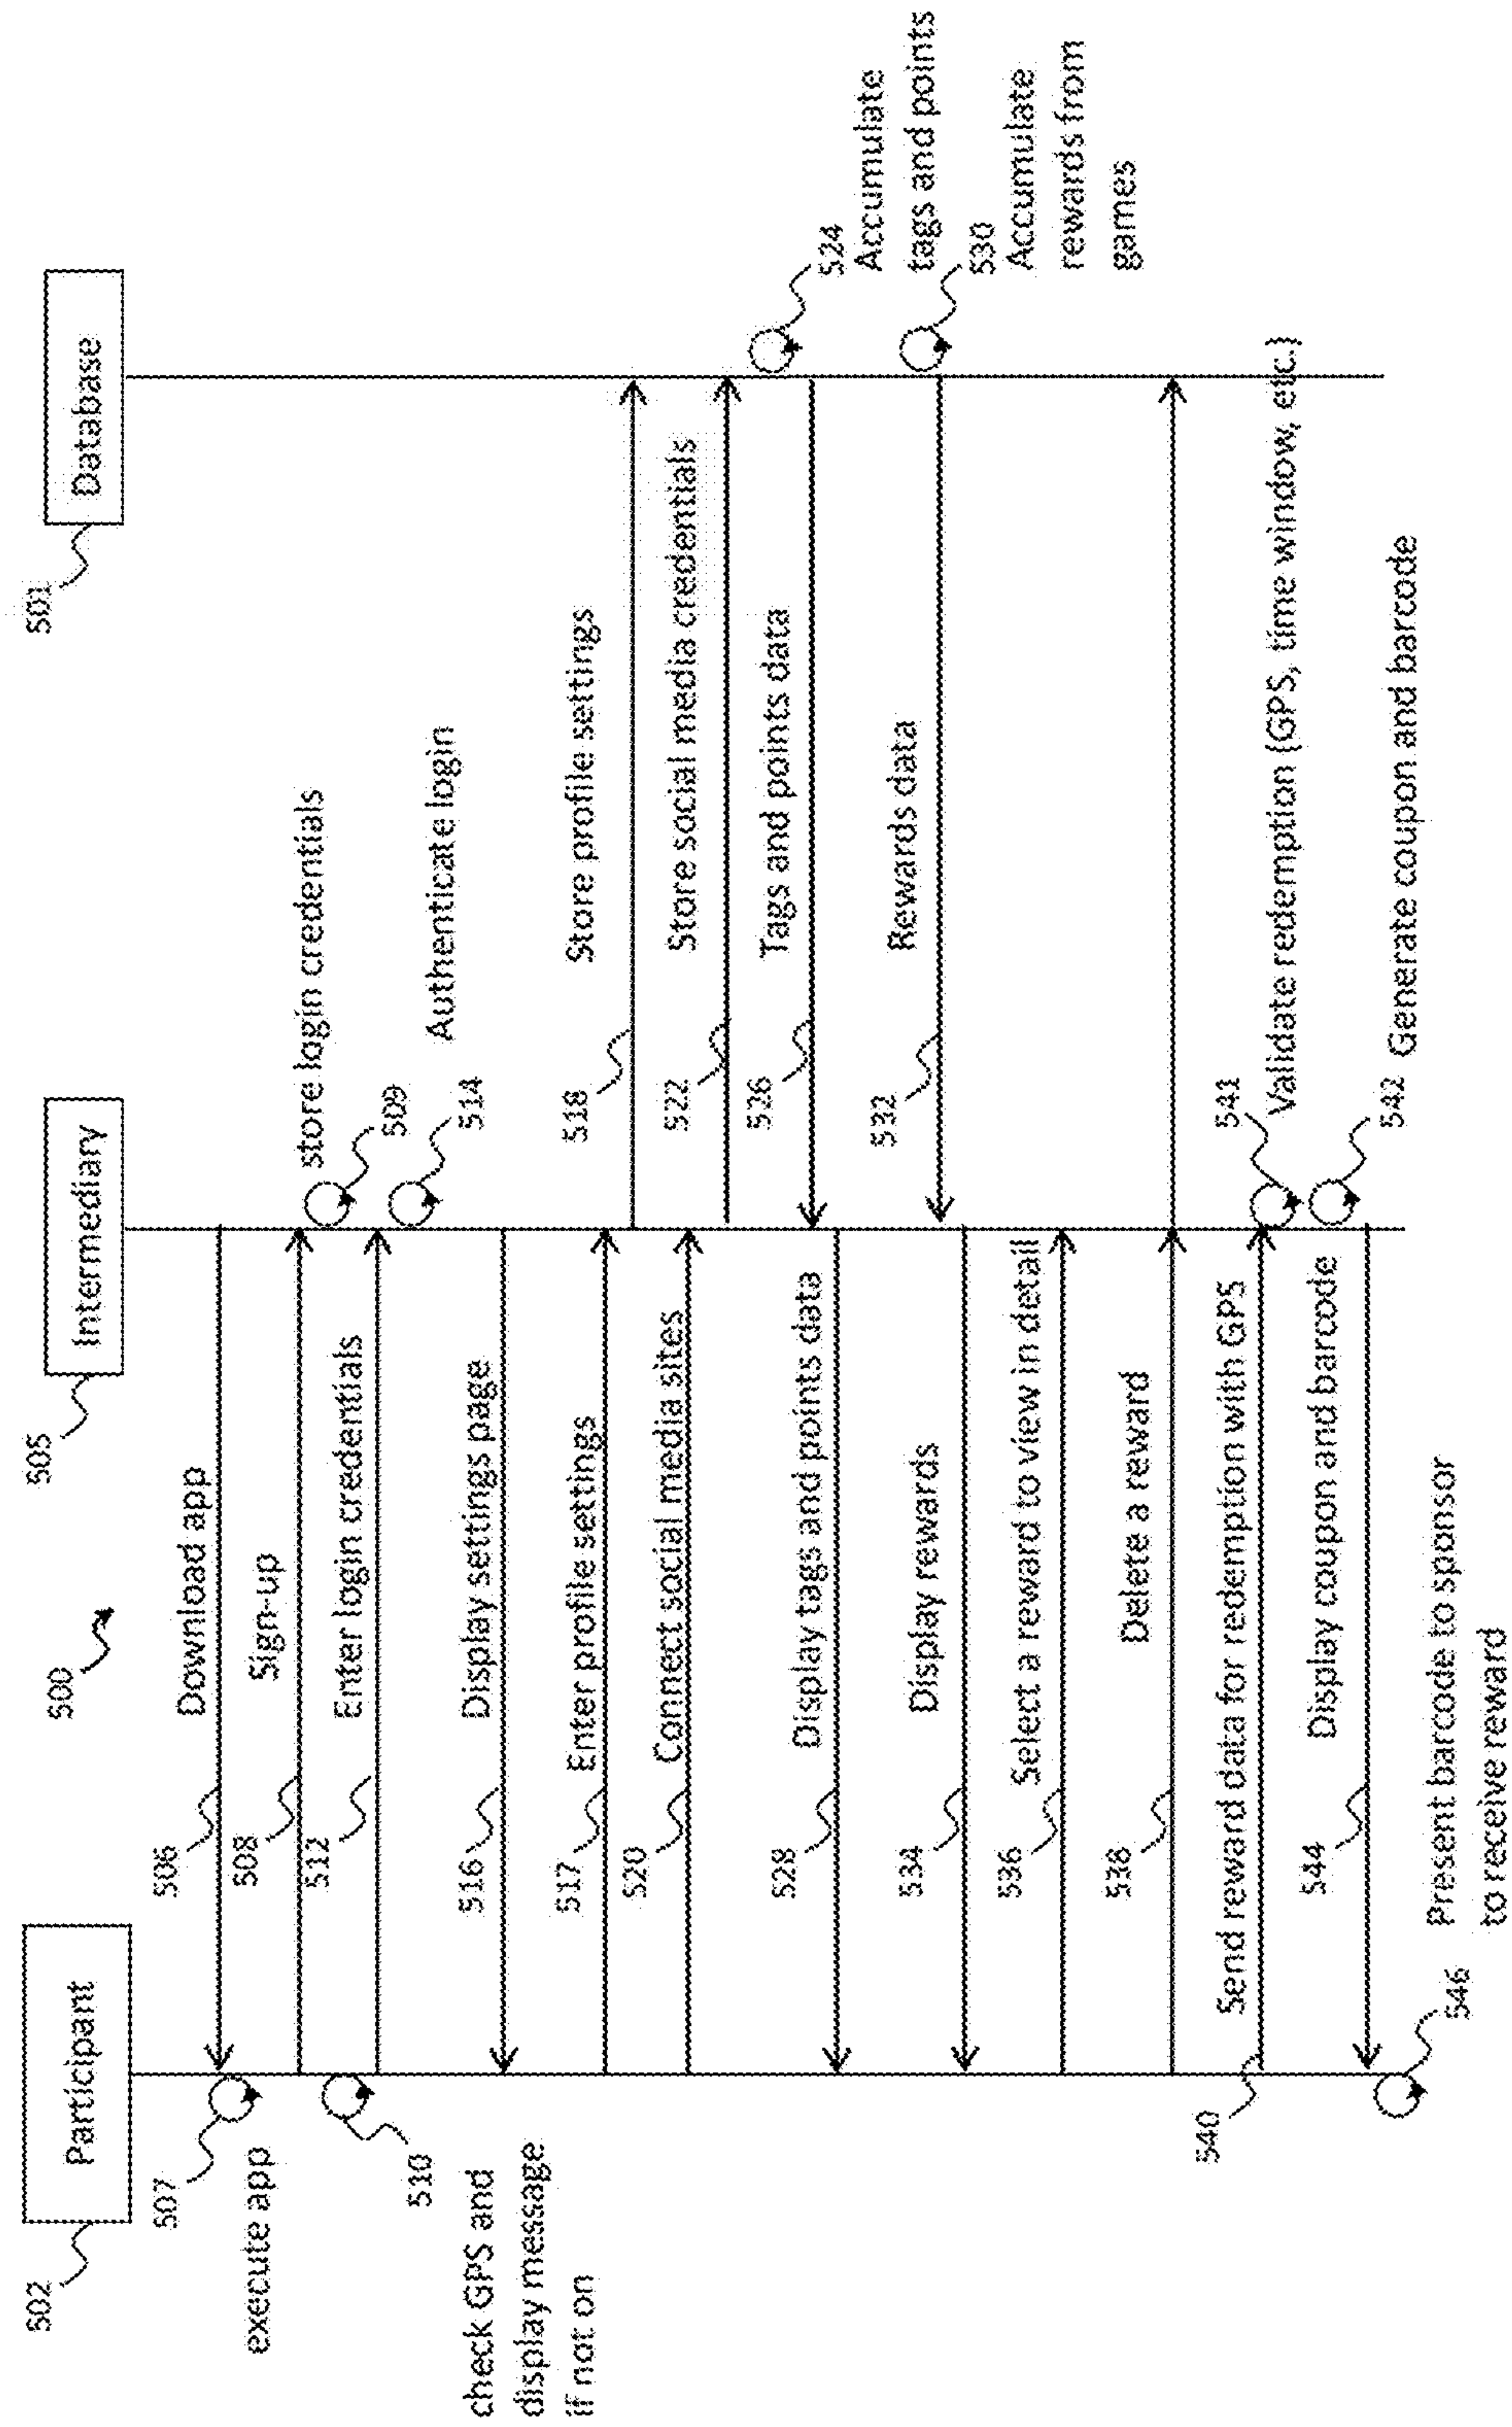 500
502
Participant
505
Intermediary
501
Database
506
Download app
507
execute app
508
Sign-up
store login credentials
509
510
check GPS and
display message
if not on
512
Enter login credentials
Authenticate login
514
516
Display settings page
517
Enter profile settings
518
Store profile settings
520
Connect social media sites
522
Store social media credentials
524
Accumulate
tags and points
526
Tags and points data
528
Display tags and points data
530
Accumulate
rewards from
games
532
Rewards data
534
Display rewards
536
Select a reward to view in detail
538
Delete a reward
540
Send reward data for redemption with GPS
541
Validate redemption (GPS, time window, etc.)
542
Generate coupon and barcode
544
Display coupon and barcode
546
Present barcode to sponsor
to receive reward